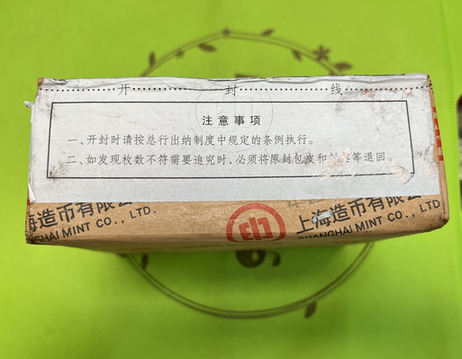 开 封 线
注意事项
一、开封时请按总行出纳制度中规定的条例执行。
二、如发现枚数不符需要追究时,必须将原封包皮和 等退回。
海造币有限
SHANGHAI MINT CO., LTD.
上海造币有限公
SHANGHAI MINT CO., LTD.